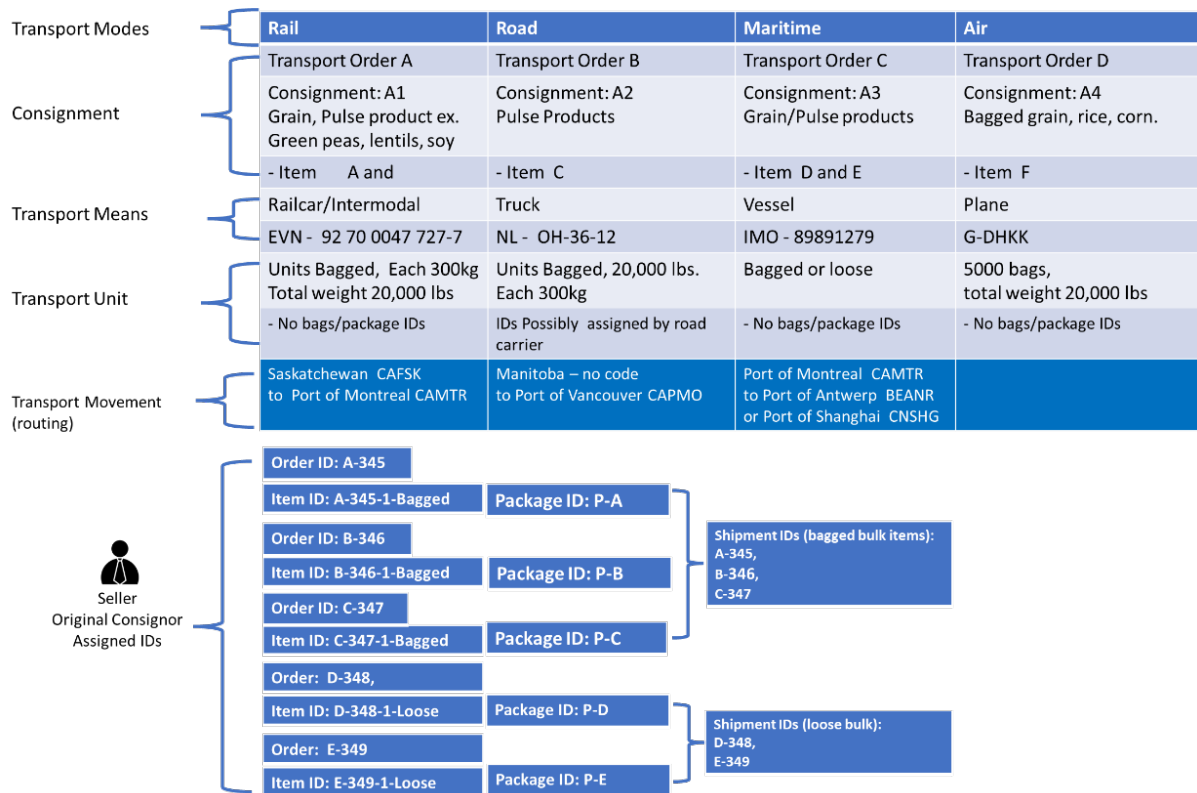 Transport Modes
Rail
Road
Maritime
Air
Consignment
Transport Order A
Transport Order B
Transport Order C
Transport Order D
Consignment: A1
Grain, Pulse product ex.
Green peas, lentils, soy
Consignment: A2
Pulse Products
Consignment: A3
Grain/Pulse products
Consignment: A4
Bagged grain, rice, corn.
- Item A and
- Item C
- Item D and E
- Item F
Transport Means
Railcar/Intermodal
Truck
Vessel
Plane
EVN - 92 70 0047 727-7
NL - OH-36-12
IMO - 89891279
G-DHKK
Transport Unit
Units Bagged, Each 300kg
Total weight 20,000 lbs
Units Bagged, 20,000 lbs.
Each 300kg
Bagged or loose
5000 bags,
total weight 20,000 lbs
- No bags/package IDs
IDs Possibly assigned by road
carrier
- No bags/package IDs
- No bags/package IDs
Transport Movement
(routing)
Saskatchewan CAFSK
to Port of Montreal CAMTR
Manitoba – no code
to Port of Vancouver CAPMO
Port of Montreal CAMTR
to Port of Antwerp BEANR
or Port of Shanghai CNSHG
Seller
Original Consignor
Assigned IDs
Order ID: A-345
Item ID: A-345-1-Bagged
Package ID: P-A
Order ID: B-346
Item ID: B-346-1-Bagged
Package ID: P-B
Order ID: C-347
Item ID: C-347-1-Bagged
Package ID: P-C
Shipment IDs (bagged bulk items):
A-345,
B-346,
C-347
Order: D-348,
Item ID: D-348-1-Loose
Package ID: P-D
Order: E-349
Item ID: E-349-1-Loose
Package ID: P-E
Shipment IDs (loose bulk):
D-348,
E-349